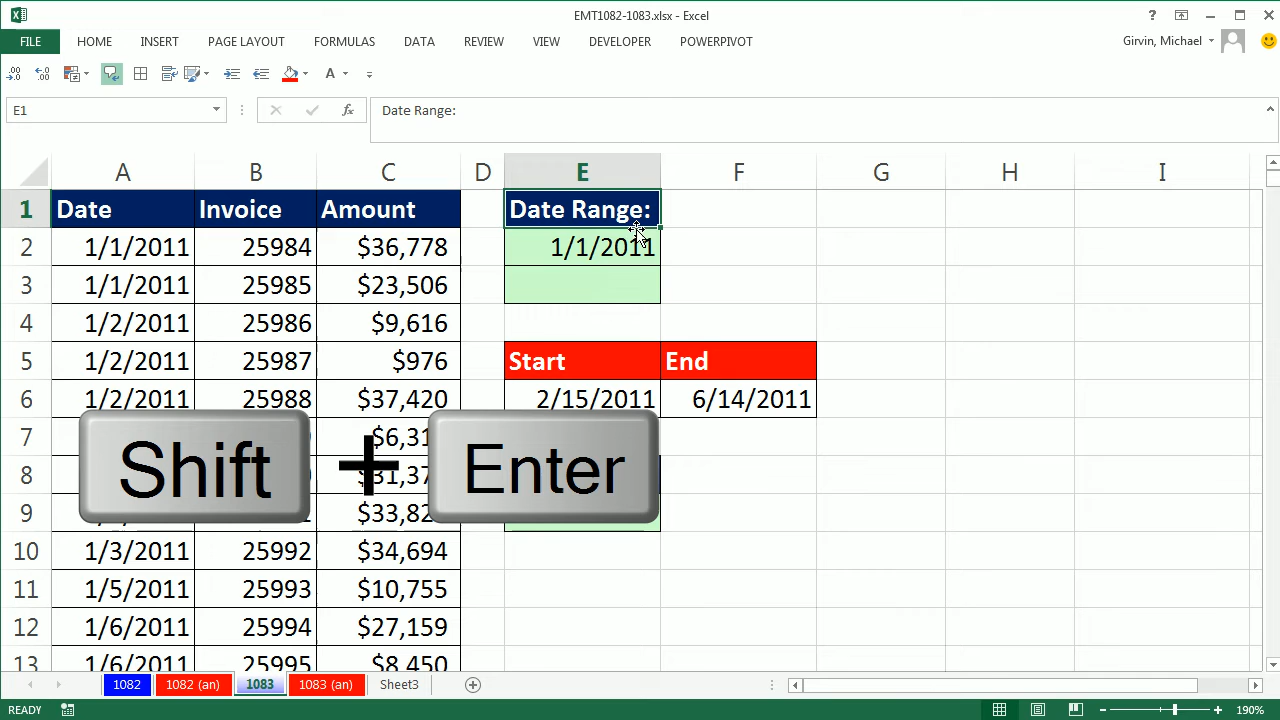 EMT1082-1083.xlsx - Excel
FILE HOME INSERT PAGE LAYOUT FORMULAS DATA REVIEW VIEW DEVELOPER POWERPIVOT Girvin, Michael
E1 fx Date Range:
A B C D E F G H I
1 Date Invoice Amount Date Range:
2 1/1/2011 25984 $36,778 1/1/2011
3 1/1/2011 25985 $23,506
4 1/2/2011 25986 $9,616
5 1/2/2011 25987 $976 Start End
6 1/2/2011 25988 $37,420 2/15/2011 6/14/2011
7
8
9
Shift + Enter
10 1/3/2011 25992 $34,694
11 1/5/2011 25993 $10,755
12 1/6/2011 25994 $27,159
13 1/6/2011 25995 $8,450
1082 1082 (an) 1083 1083 (an) Sheet3
READY 190%